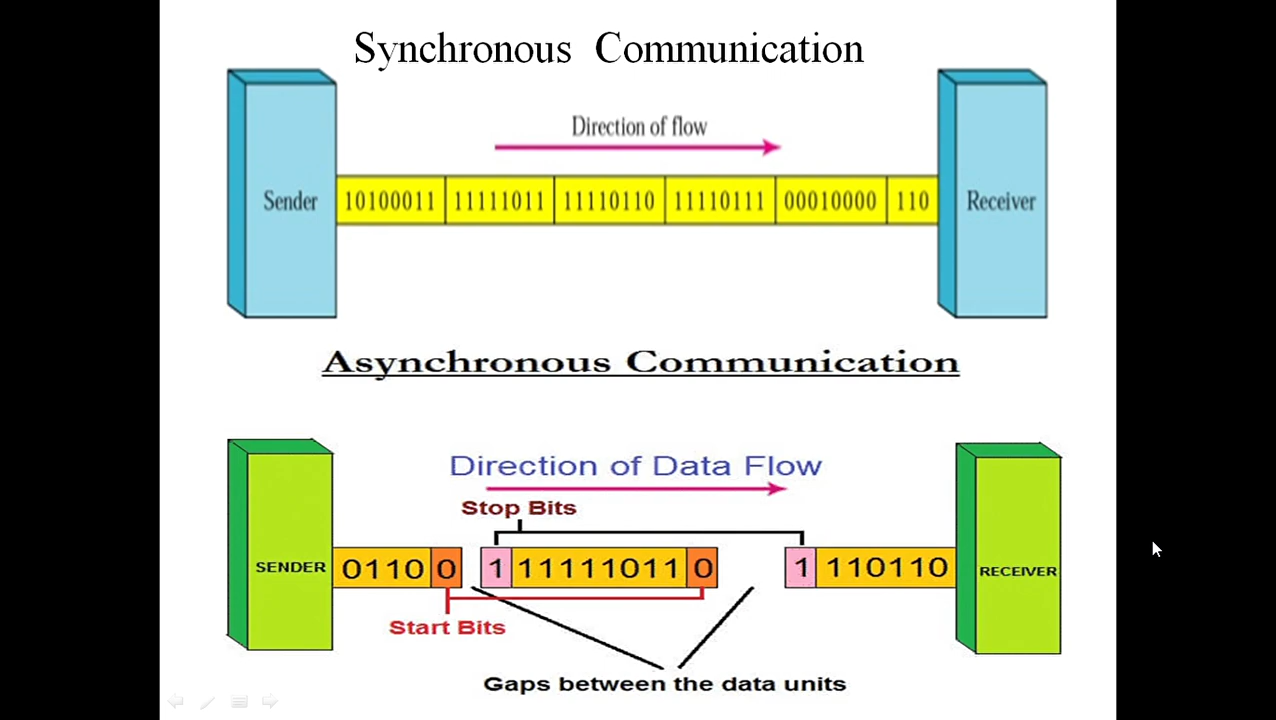 Synchronous Communication
Direction of flow
Sender 10100011 11111011 11110110 11110111 00010000 110 Receiver
Asynchronous Communication
Direction of Data Flow
Stop Bits
SENDER 0110 0 1 11111011 0 1 110110 RECEIVER
Start Bits
Gaps between the data units